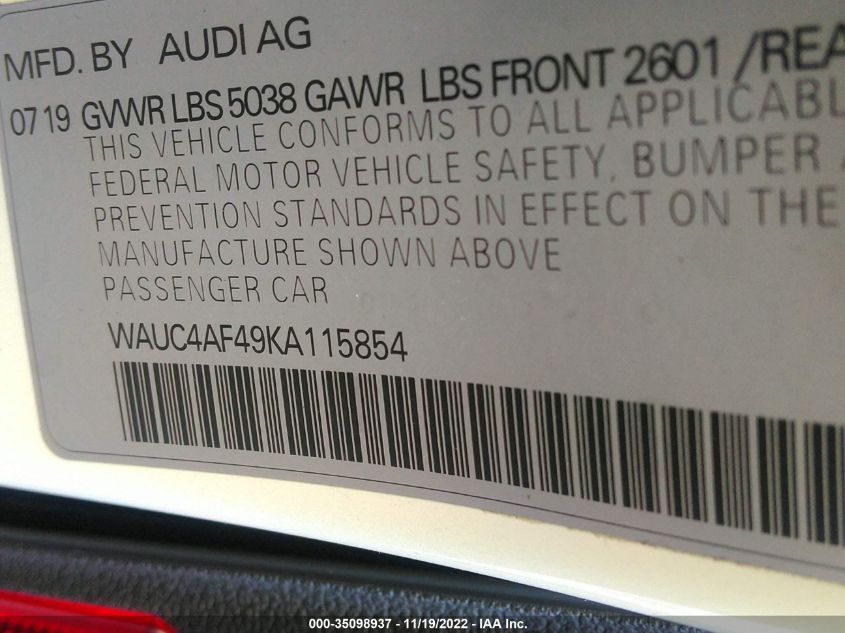 MFD. BY AUDI AG
07 19 GVWR LBS 5038 GAWR LBS FRONT 2601 /REA
THIS VEHICLE CONFORMS TO ALL APPLICABL
FEDERAL MOTOR VEHICLE SAFETY, BUMPER
PREVENTION STANDARDS IN EFFECT ON THE
MANUFACTURE SHOWN ABOVE
PASSENGER CAR
WAUC4AF49KA115854
000-35098937 - 11/19/2022 - IAA Inc.